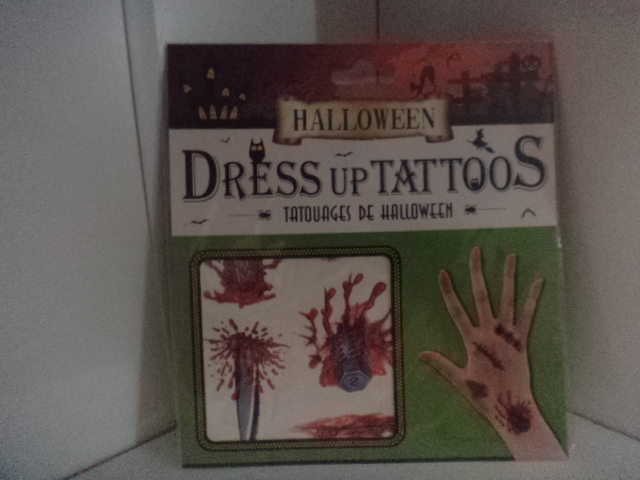 HALLOWEEN
DRESS UP TATTOOS
TATOUAGES DE HALLOWEEN